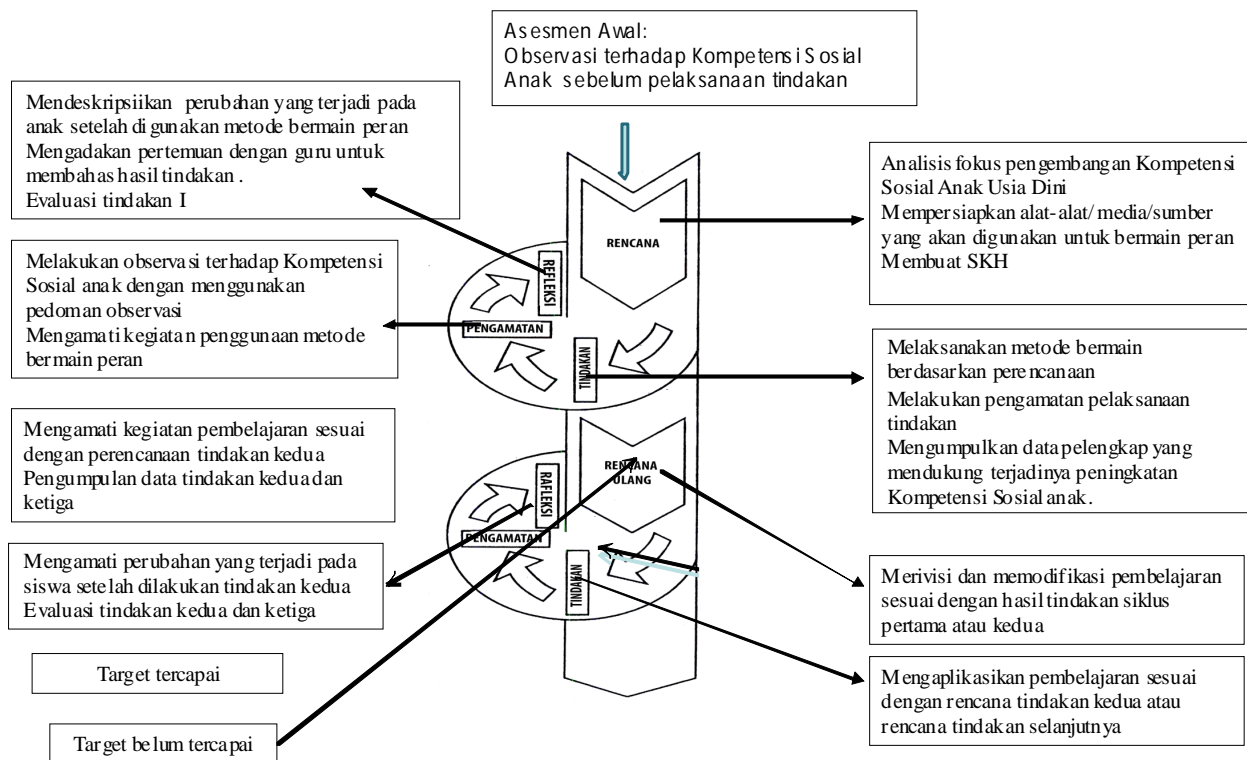 Asesmen Awal:
Observasi terhadap Kompetensi Sosial
Anak sebelum pelaksanaan tindakan
Mendeskripsiikan perubahan yang terjadi pada
anak setelah digunakan metode bermain peran
Mengadakan pertemuan dengan guru untuk
membahas hasil tindakan .
Evaluasi tindakan I
Analisis fokus pengembangan Kompetensi
Sosial Anak Usia Dini
Mempersiapkan alat-alat/ media/sumber
yang akan digunakan untuk bermain peran
Membuat SKH
RENCANA
REFLEKSI
Melakukan observasi terhadap Kompetensi
Sosial anak dengan menggunakan
pedoman observasi
Mengamati kegiatan penggunaan metode
bermain peran
PENGAMATAN
TINDAKAN
Melaksanakan metode bermain
berdasarkan perencanaan
Melakukan pengamatan pelaksanaan
tindakan
Mengumpulkan data pelengkap yang
mendukung terjadinya peningkatan
Kompetensi Sosial anak.
Mengamati kegiatan pembelajaran sesuai
dengan perencanaan tindakan kedua
Pengumpulan data tindakan kedua dan
ketiga
RENCANA
ULANG
RAFLEKSI
PENGAMATAN
TINDAKAN
Mengamati perubahan yang terjadi pada
siswa setelah dilakukan tindakan kedua
Evaluasi tindakan kedua dan ketiga
Merivisi dan memodifikasi pembelajaran
sesuai dengan hasil tindakan siklus
pertama atau kedua
Target tercapai
Mengaplikasikan pembelajaran sesuai
dengan rencana tindakan kedua atau
rencana tindakan selanjutnya
Target belum tercapai